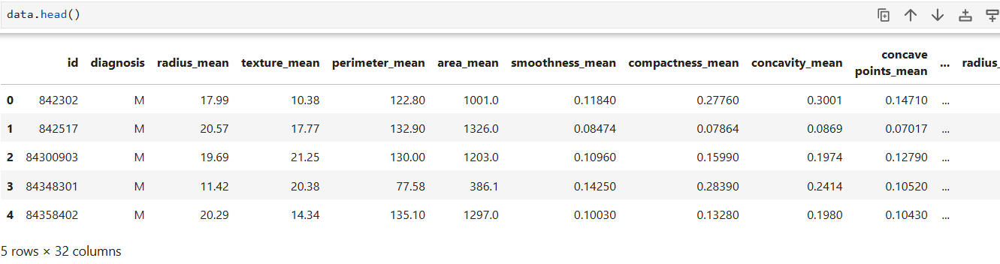 data.head()
id diagnosis radius_mean texture_mean perimeter_mean area_mean smoothness_mean compactness_mean concavity_mean concave points_mean ... radius_
0 842302 M 17.99 10.38 122.80 1001.0 0.11840 0.27760 0.3001 0.14710 ...
1 842517 M 20.57 17.77 132.90 1326.0 0.08474 0.07864 0.0869 0.07017 ...
2 84300903 M 19.69 21.25 130.00 1203.0 0.10960 0.15990 0.1974 0.12790 ...
3 84348301 M 11.42 20.38 77.58 386.1 0.14250 0.28390 0.2414 0.10520 ...
4 84358402 M 20.29 14.34 135.10 1297.0 0.10030 0.13280 0.1980 0.10430 ...
5 rows × 32 columns